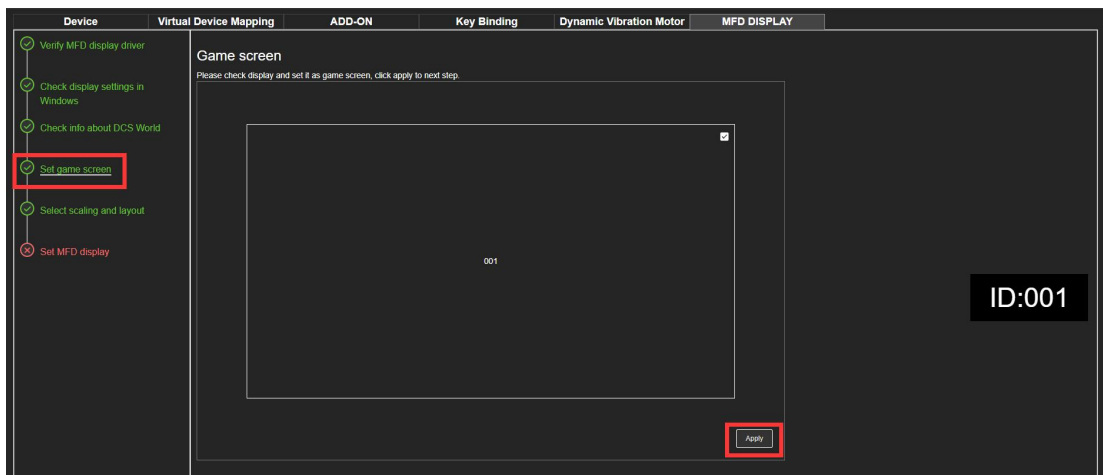 Device Virtual Device Mapping ADD-ON Key Binding Dynamic Vibration Motor MFD DISPLAY
Verify MFD display driver
Check display settings in
Windows
Check info about DCS World
Set game screen
Select scaling and layout
Set MFD display
Game screen
Please check display and set it as game screen, click apply to next step.
001
Apply
ID:001